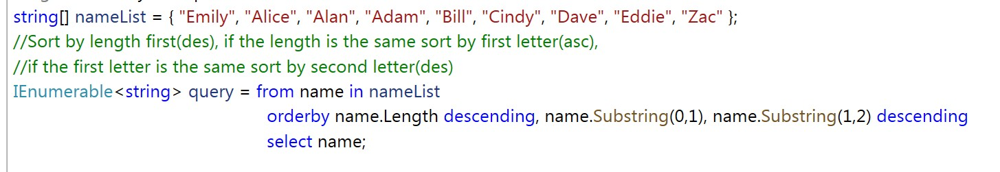 string[] nameList = { "Emily", "Alice", "Alan", "Adam", "Bill", "Cindy", "Dave", "Eddie", "Zac" };
//Sort by length first(des), if the length is the same sort by first letter(asc),
//if the first letter is the same sort by second letter(des)
IEnumerable<string> query = from name in nameList
orderby name.Length descending, name.Substring(0,1), name.Substring(1,2) descending
select name;